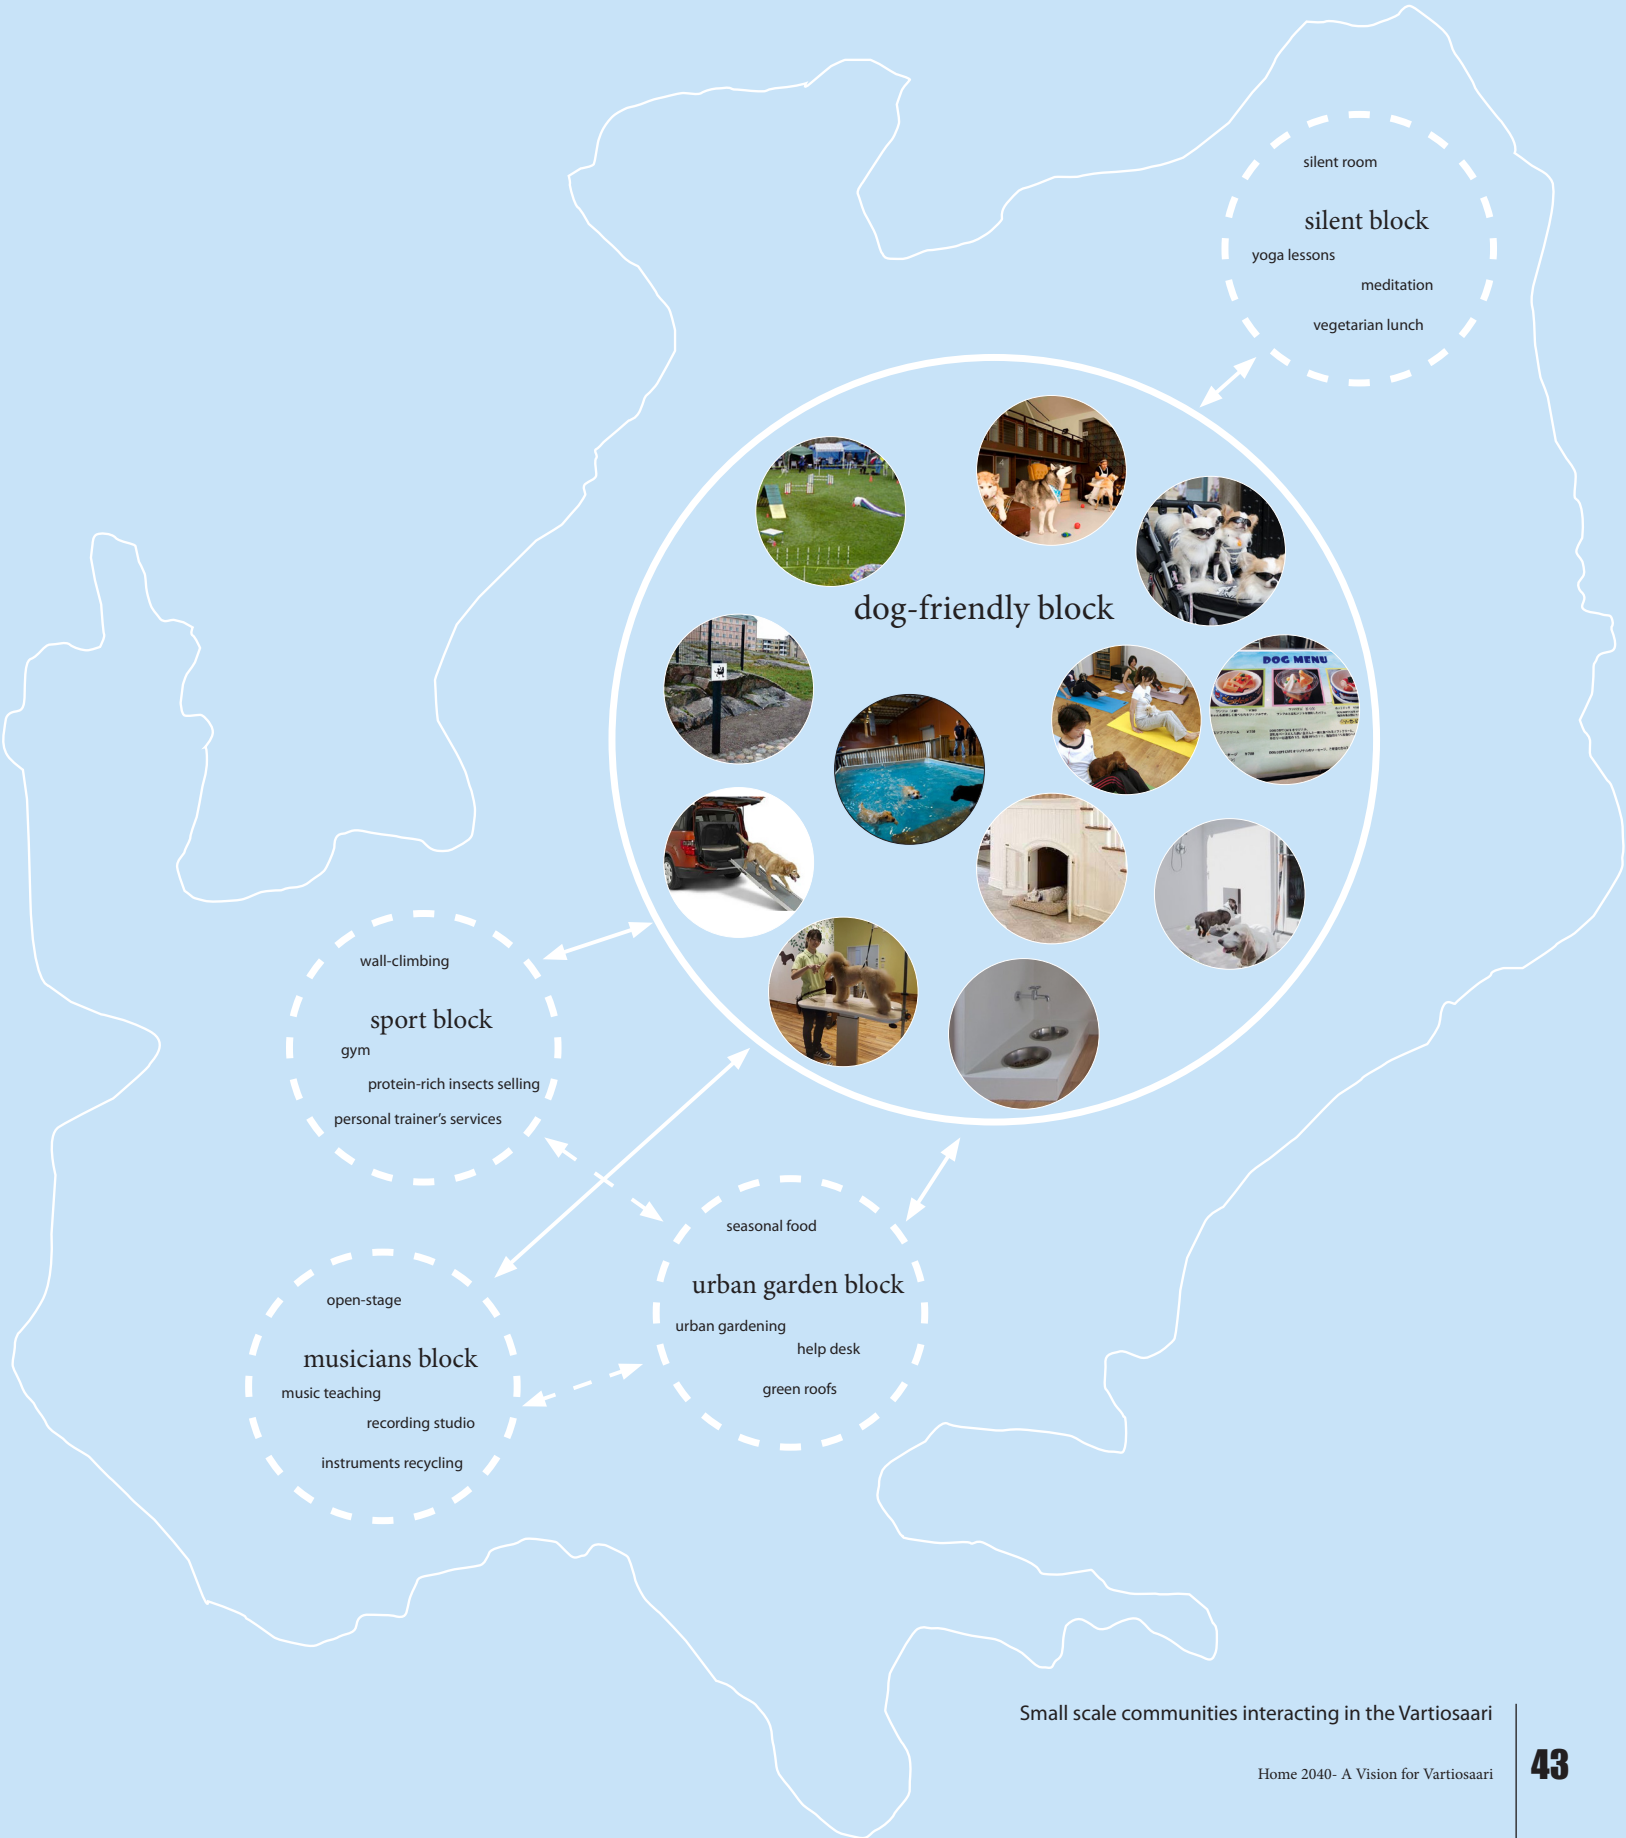 silent room
silent block
yoga lessons
meditation
vegetarian lunch
dog-friendly block
DOG MENU
wall-climbing
sport block
gym
protein-rich insects selling
personal trainer's services
seasonal food
urban garden block
urban gardening
help desk
green roofs
open-stage
musicians block
music teaching
recording studio
instruments recycling
Small scale communities interacting in the Vartiosaari
Home 2040- A Vision for Vartiosaari
43